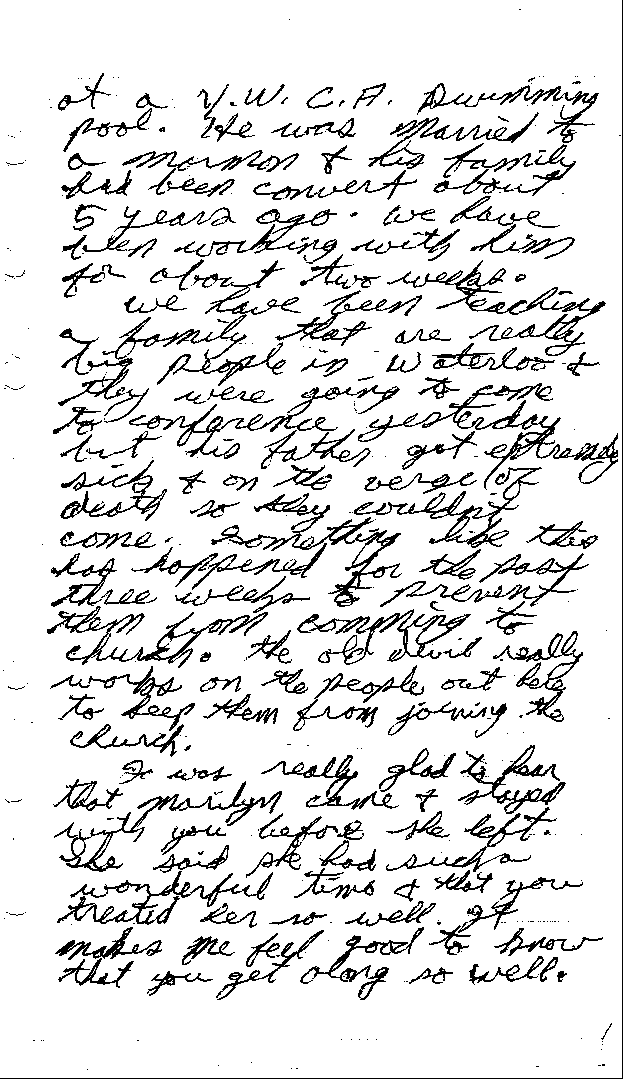 at a Y.W.C.A. Swimming
pool. He was married to
a mormon & his family
had been convert about
5 years ago. we have
been working with him
for about two weeks.
we have been teaching
a family that are really
big people in Waterloo &
they were going to come
to conference yesterday
but his father got extremely
sick & on the verge of
death so they couldn't
come. Something like this
has happened for the past
three weeks to prevent
them from comming to
church. the old devil really
works on the people out here
to keep them from joining the
church.
It was really glad to hear
that marilyn came & stayed
with you before she left.
She said she had such a
wonderful time & that you
treated her so well. It
makes me feel good to know
that you get along so well.